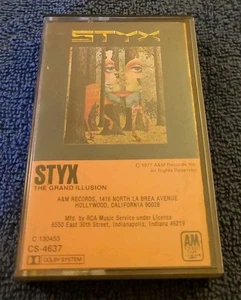 STYX
©1977 A&M Records, Inc.
All Rights Reserved
STYX
THE GRAND ILLUSION
A&M RECORDS, 1416 NORTH LA BREA AVENUE
HOLLYWOOD, CALIFORNIA 90028
Mfd. by RCA Music Service under License
6550 East 30th Street, Indianapolis, Indiana 46219
C 130455
CS-4637
DOLBY SYSTEM
A&M